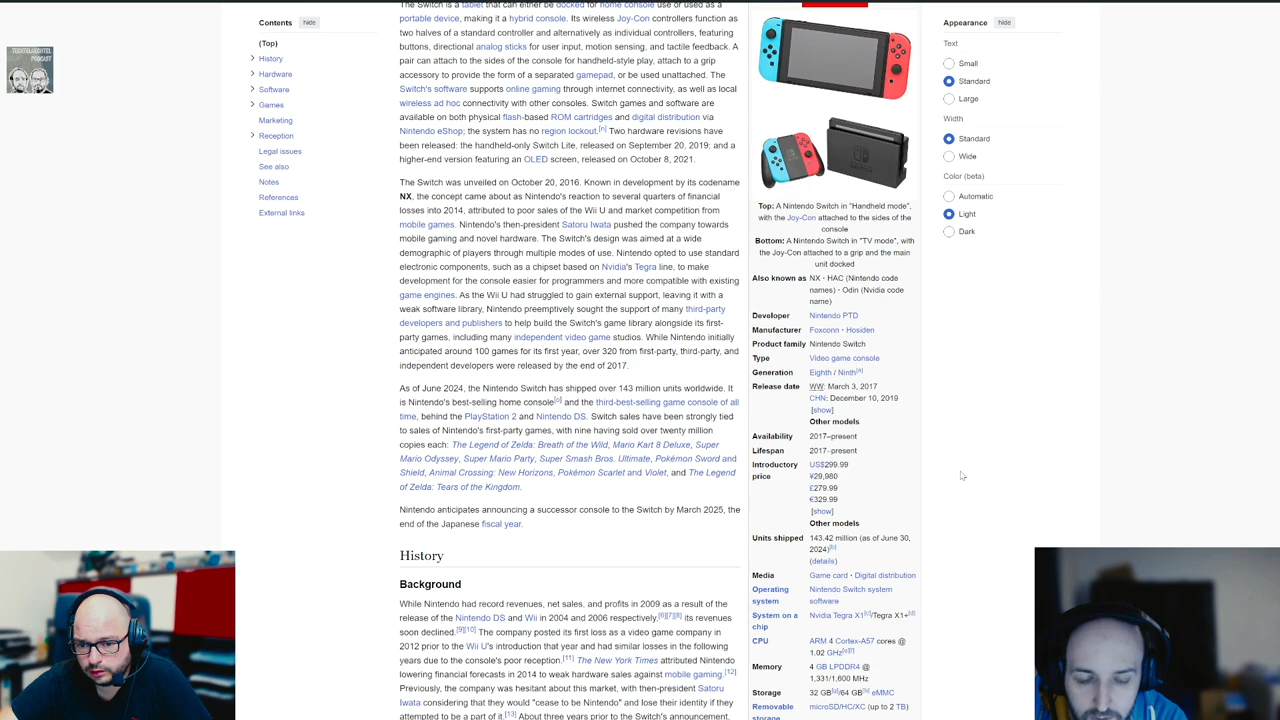 Contents hide
(Top)
History
Hardware
Software
Games
Marketing
Reception
Legal issues
See also
Notes
References
External links
The Switch is a tablet that can either be docked for home console use or used as a
portable device, making it a hybrid console. Its wireless Joy-Con controllers function as
two halves of a standard controller and alternatively as individual controllers, featuring
buttons, directional analog sticks for user input, motion sensing, and tactile feedback. A
pair can attach to the sides of the console for handheld-style play, attach to a grip
accessory to provide the form of a separated gamepad, or be used unattached. The
Switch's software supports online gaming through internet connectivity, as well as local
wireless ad hoc connectivity with other consoles. Switch games and software are
available on both physical flash-based ROM cartridges and digital distribution via
Nintendo eShop; the system has no region lockout.[n] Two hardware revisions have
been released: the handheld-only Switch Lite, released on September 20, 2019; and a
higher-end version featuring an OLED screen, released on October 8, 2021.
The Switch was unveiled on October 20, 2016. Known in development by its codename
NX, the concept came about as Nintendo's reaction to several quarters of financial
losses into 2014, attributed to poor sales of the Wii U and market competition from
mobile games. Nintendo's then-president Satoru Iwata pushed the company towards
mobile gaming and novel hardware. The Switch's design was aimed at a wide
demographic of players through multiple modes of use. Nintendo opted to use standard
electronic components, such as a chipset based on Nvidia's Tegra line, to make
development for the console easier for programmers and more compatible with existing
game engines. As the Wii U had struggled to gain external support, leaving it with a
weak software library, Nintendo preemptively sought the support of many third-party
developers and publishers to help build the Switch's game library alongside its first-
party games, including many independent video game studios. While Nintendo initially
anticipated around 100 games for its first year, over 320 from first-party, third-party, and
independent developers were released by the end of 2017.
As of June 2024, the Nintendo Switch has shipped over 143 million units worldwide. It
is Nintendo's best-selling home console[o] and the third-best-selling game console of all
time, behind the PlayStation 2 and Nintendo DS. Switch sales have been strongly tied
to sales of Nintendo's first-party games, with nine having sold over twenty million
copies each: The Legend of Zelda: Breath of the Wild, Mario Kart 8 Deluxe, Super
Mario Odyssey, Super Mario Party, Super Smash Bros. Ultimate, Pokémon Sword and
Shield, Animal Crossing: New Horizons, Pokémon Scarlet and Violet, and The Legend
of Zelda: Tears of the Kingdom.
Nintendo anticipates announcing a successor console to the Switch by March 2025, the
end of the Japanese fiscal year.
History
Background
While Nintendo had record revenues, net sales, and profits in 2009 as a result of the
release of the Nintendo DS and Wii in 2004 and 2006 respectively,[6][7][8] its revenues
soon declined.[9][10] The company posted its first loss as a video game company in
2012 prior to the Wii U's introduction that year and had similar losses in the following
years due to the console's poor reception.[11] The New York Times attributed Nintendo
lowering financial forecasts in 2014 to weak hardware sales against mobile gaming.[12]
Previously, the company was hesitant about this market, with then-president Satoru
Iwata considering that they would "cease to be Nintendo" and lose their identity if they
attempted to be a part of it.[13] About three years prior to the Switch's announcement,
Top: A Nintendo Switch in "Handheld mode",
with the Joy-Con attached to the sides of the
console
Bottom: A Nintendo Switch in "TV mode", with
the Joy-Con attached to a grip and the main
unit docked
Also known as NX · HAC (Nintendo code
names) · Odin (Nvidia code
name)
Developer Nintendo PTD
Manufacturer Foxconn · Hosiden
Product family Nintendo Switch
Type Video game console
Generation Eighth / Ninth[a]
Release date WW: March 3, 2017
CHN: December 10, 2019
[show]
Other models
Availability 2017–present
Lifespan 2017–present
Introductory US$299.99
price ¥29,980
£279.99
€329.99
[show]
Other models
Units shipped 143.42 million (as of June 30,
2024)[b]
(details)
Media Game card · Digital distribution
Operating Nintendo Switch system
system software
System on a Nvidia Tegra X1[c]/Tegra X1+[d]
chip
CPU ARM 4 Cortex-A57 cores @
1.02 GHz[e][f]
Memory 4 GB LPDDR4 @
1,331/1,600 MHz
Storage 32 GB[g]/64 GB[h] eMMC
Removable microSD/HC/XC (up to 2 TB)
storage
Appearance hide
Text
Small
Standard
Large
Width
Standard
Wide
Color (beta)
Automatic
Light
Dark